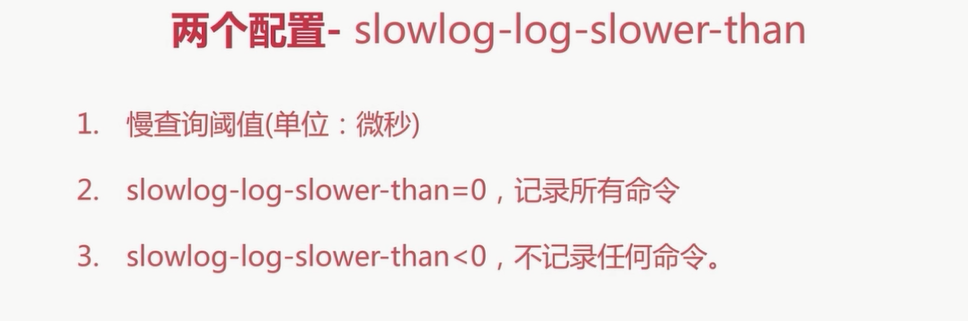 两个配置- slowlog-log-slower-than
1. 慢查询阈值(单位：微秒)
2. slowlog-log-slower-than=0，记录所有命令
3. slowlog-log-slower-than<0，不记录任何命令。